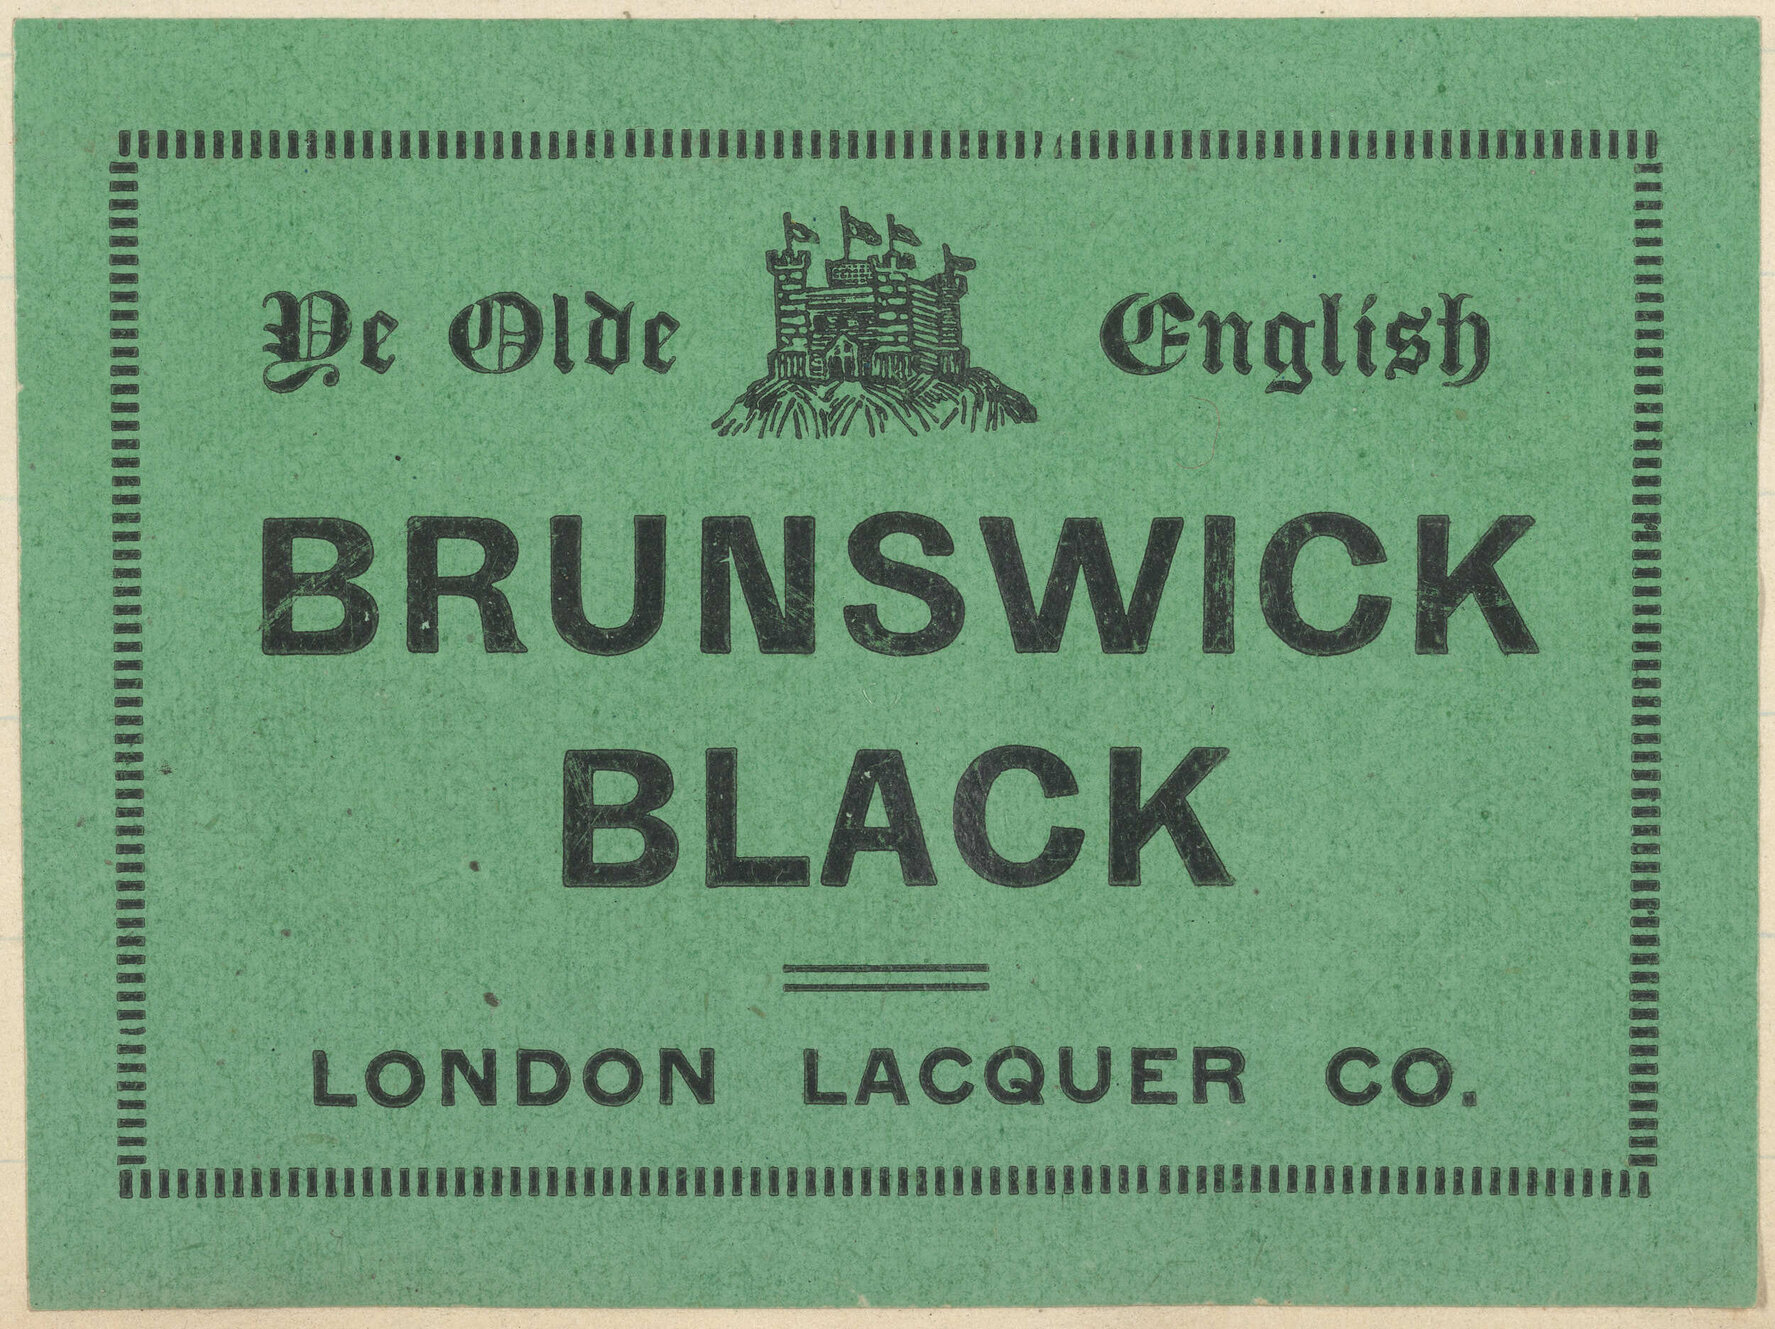 Ye Olde English
BRUNSWICK
BLACK
LONDON LACQUER CO.